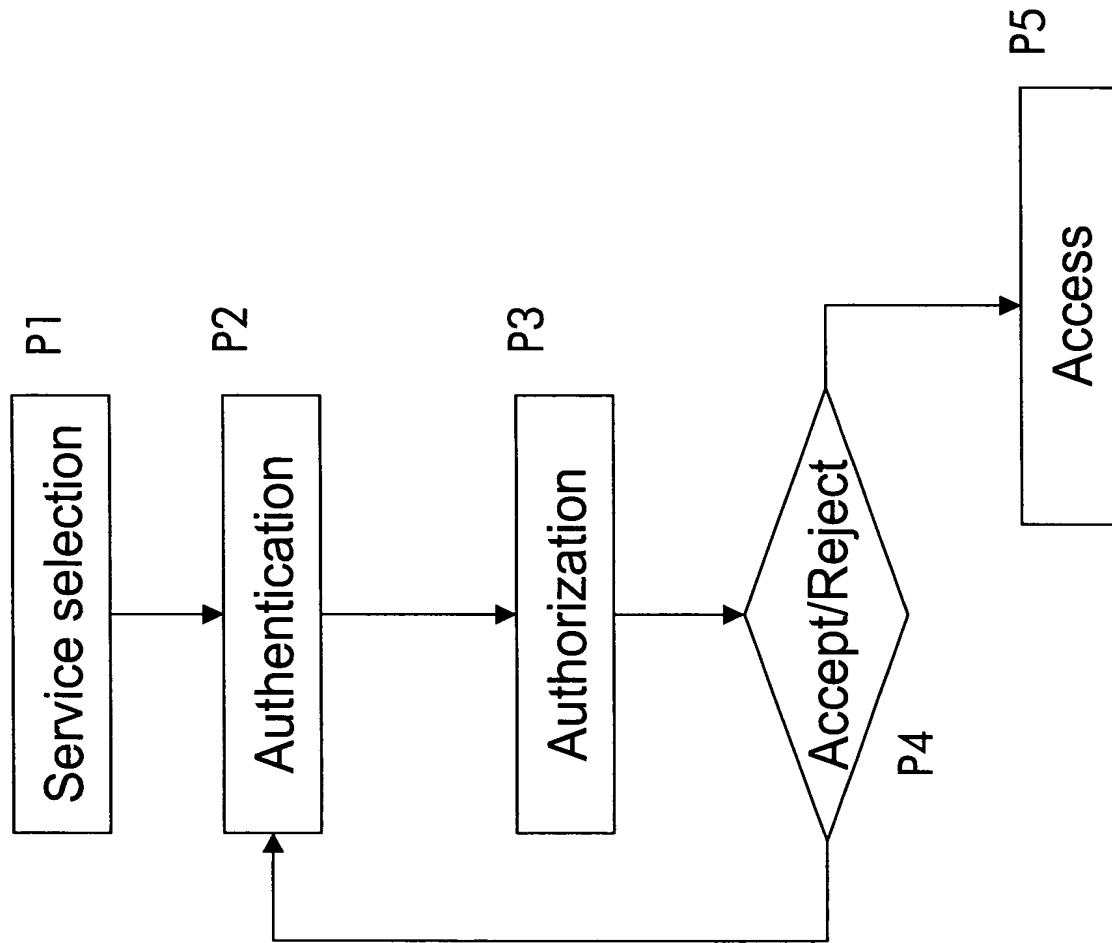 Service selection
P1
Authentication
P2
Authorization
P3
Accept/Reject
P4
Access
P5